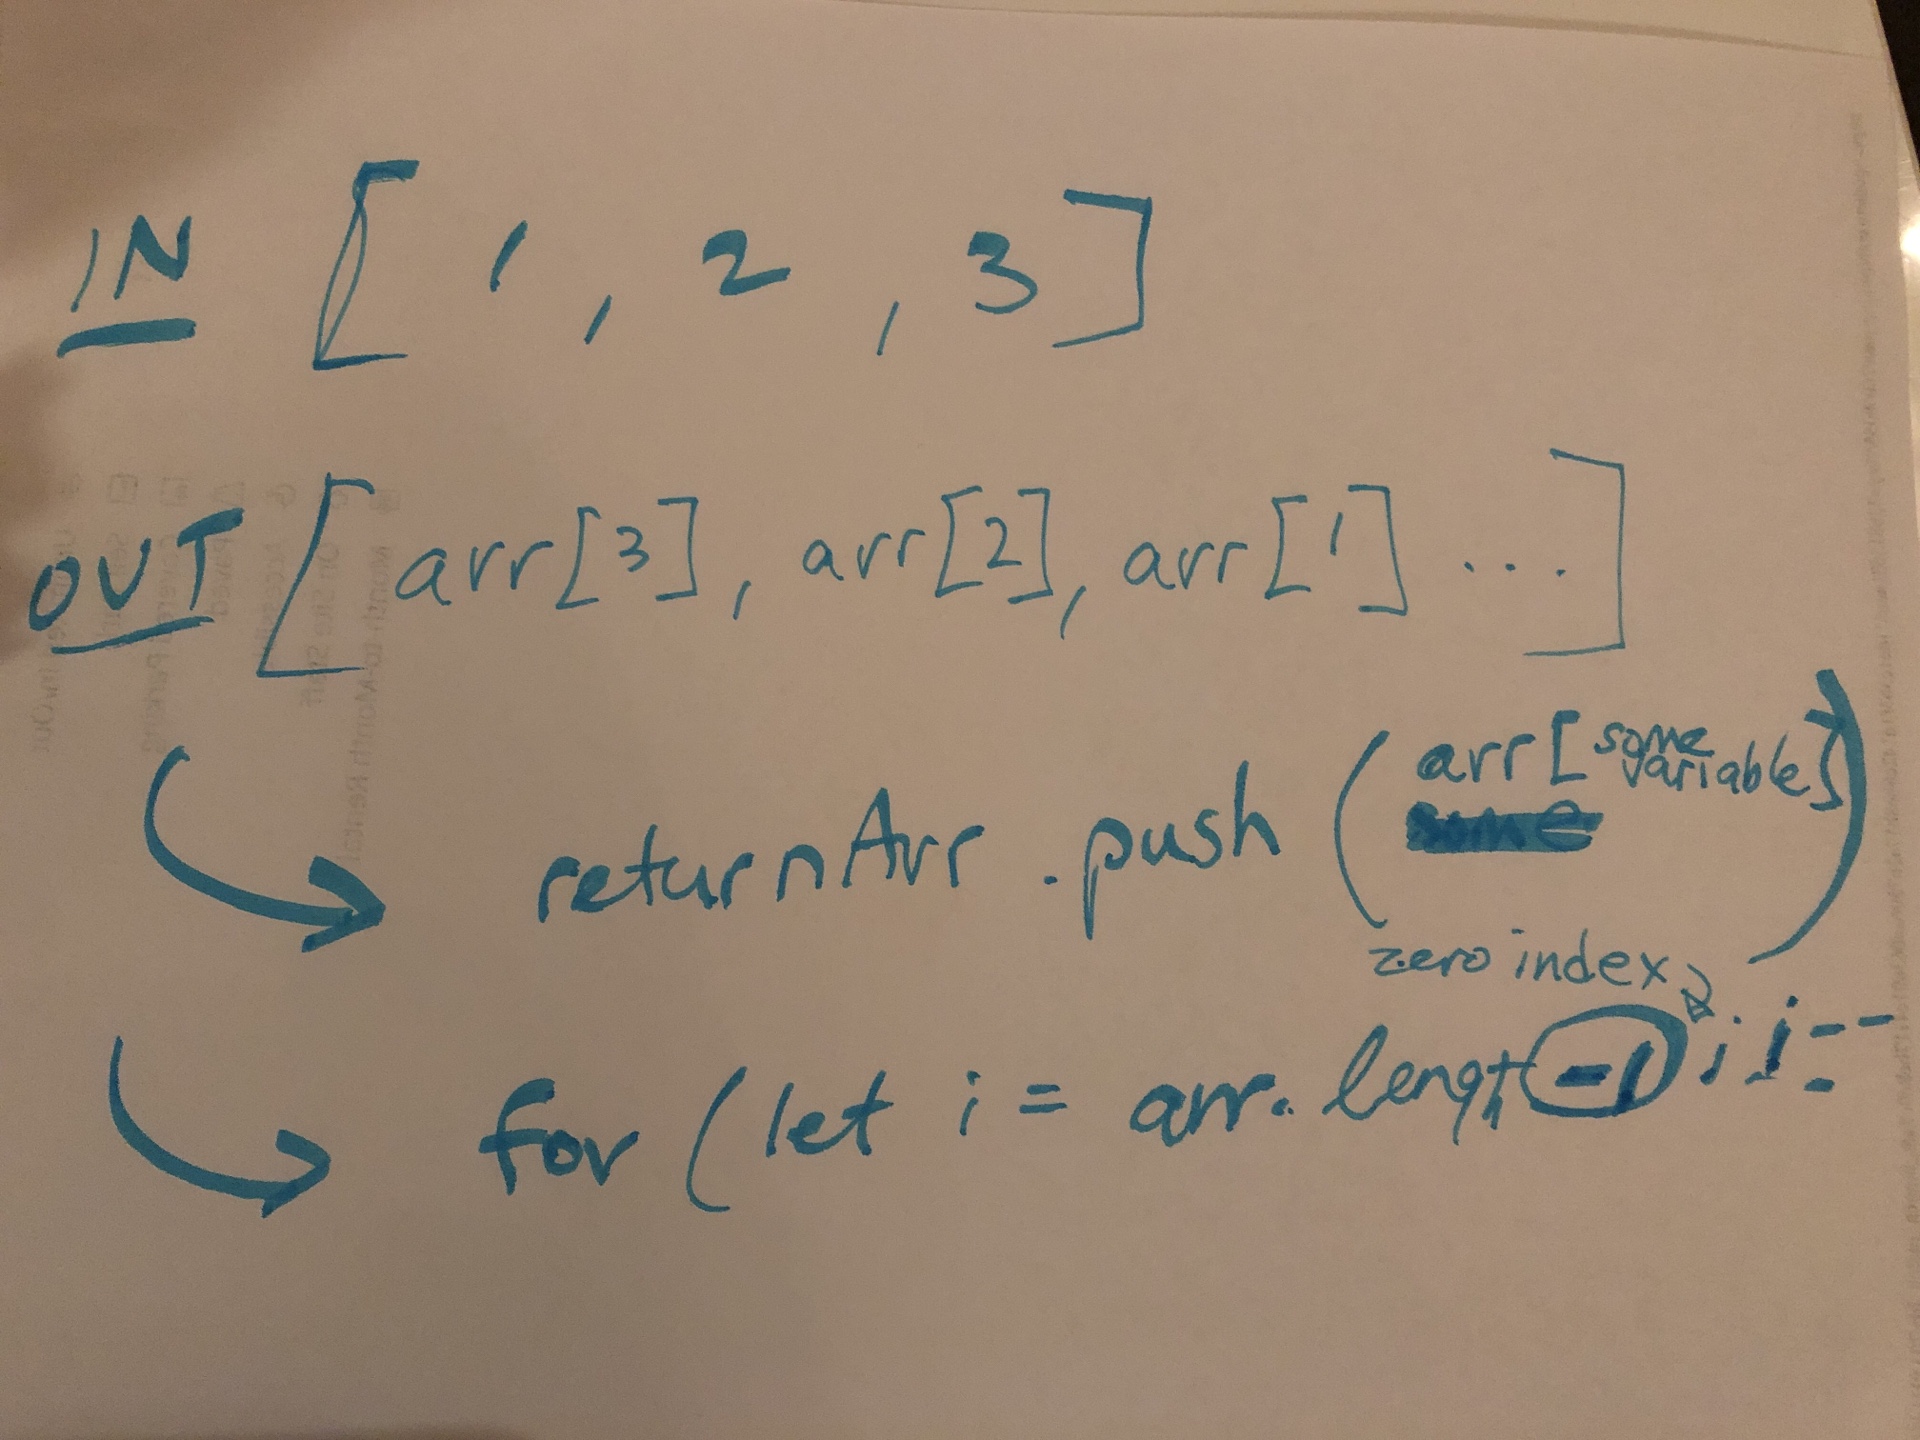 IN [ 1 , 2 , 3 ]
OUT [ arr[3], arr[2], arr[1] ... ]
returnArr .push ( arr[some variable] )
zero index
for ( let i = arr. lengt -1 ; i --